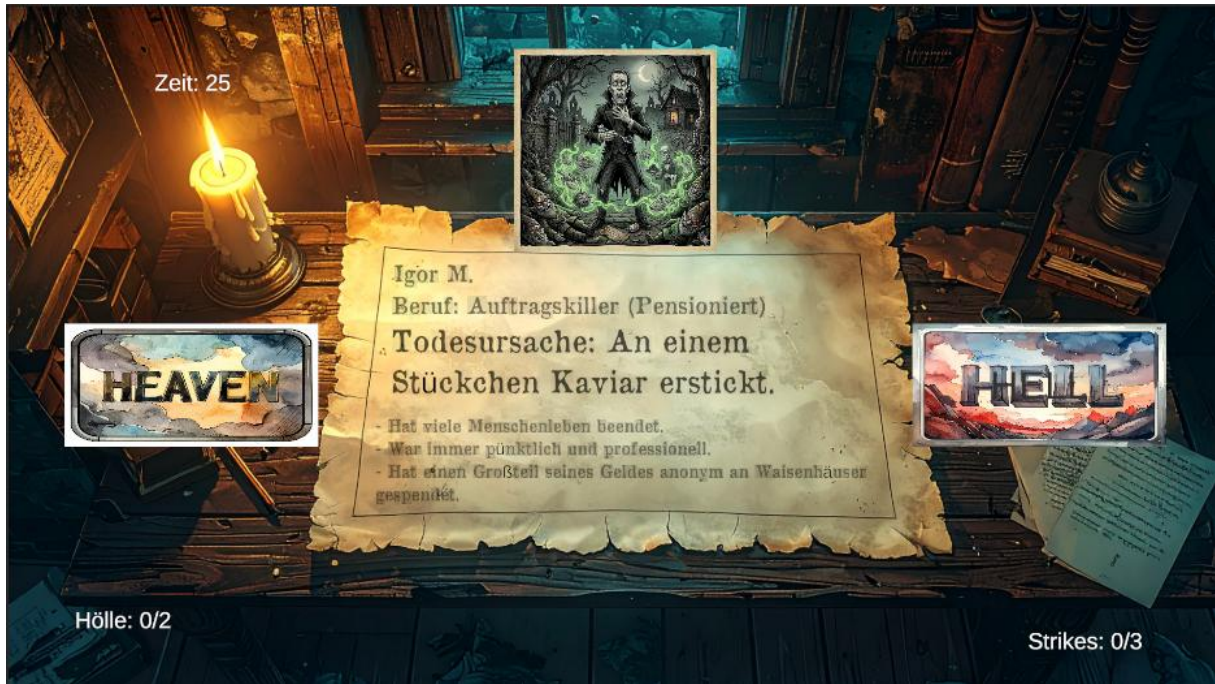 Zeit: 25
Igor M.
Beruf: Auftragskiller (Pensioniert)
Todesursache: An einem
Stückchen Kaviar erstickt.
HEAVEN
HELL
- Hat viele Menschenleben beendet.
- War immer pünktlich und professionell.
- Hat einen Großteil seines Geldes anonym an Waisenhäuser
gespendet.
Hölle: 0/2
Strikes: 0/3